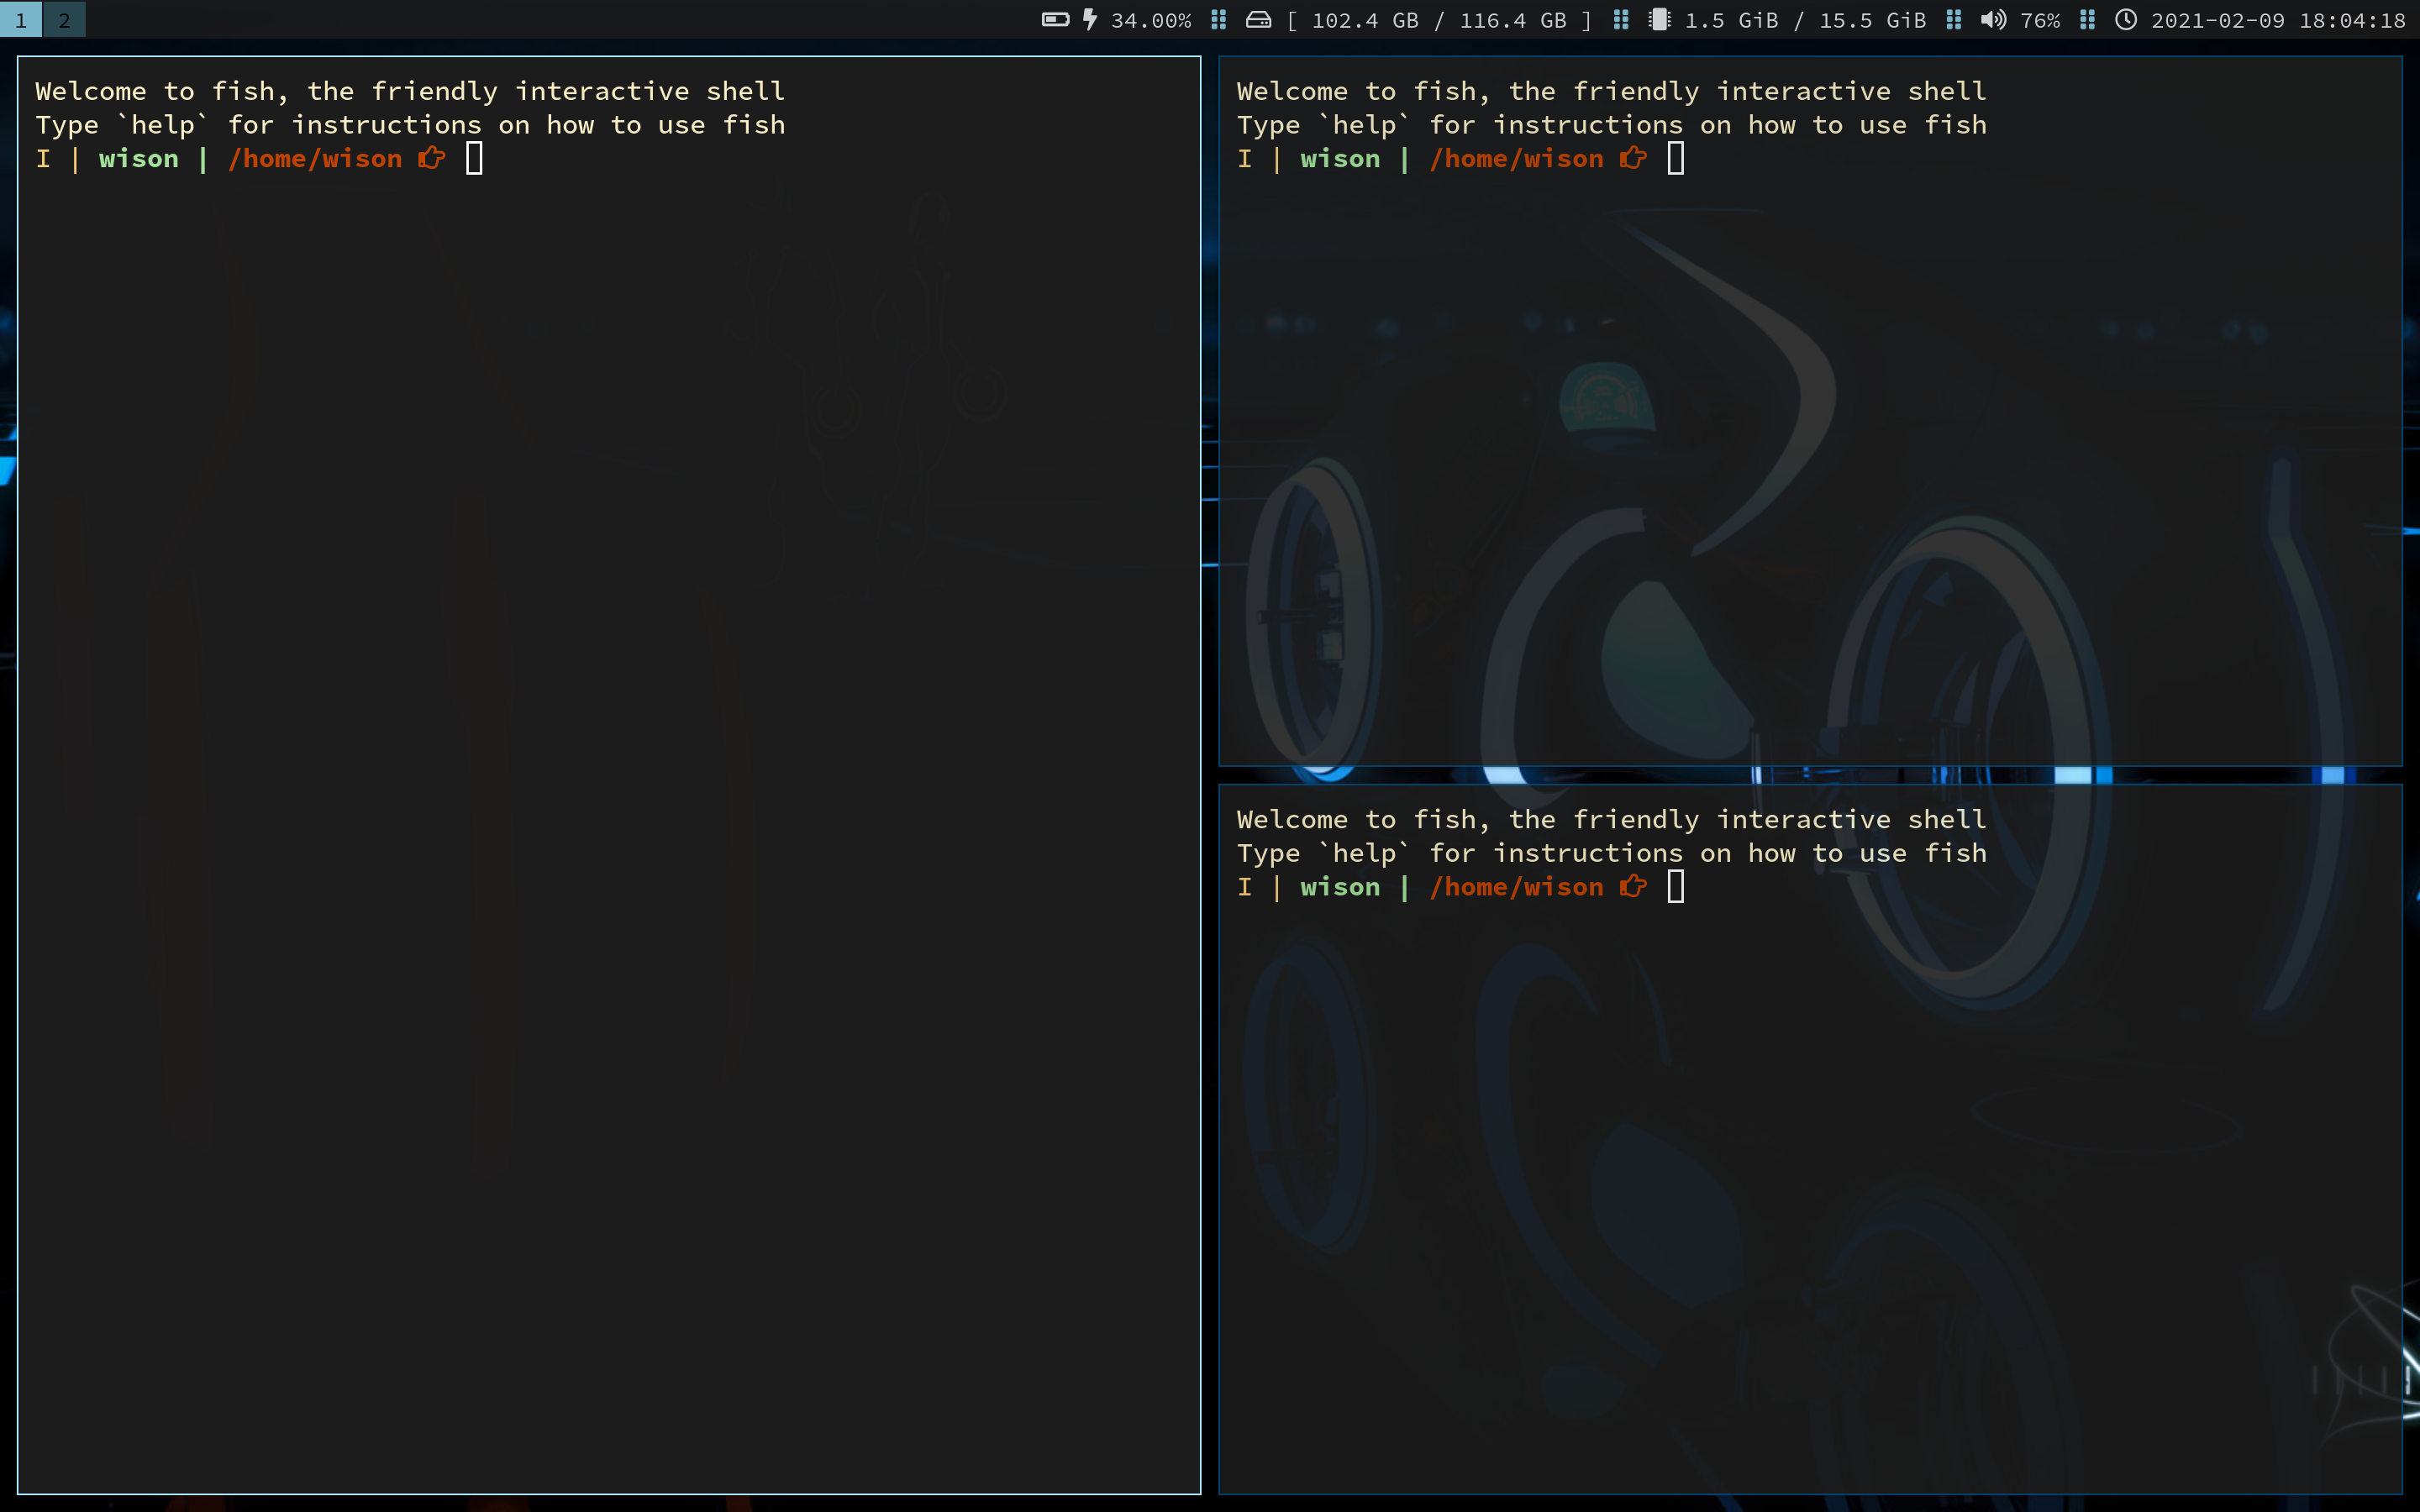 1 2 34.00% [ 102.4 GB / 116.4 GB ] 1.5 GiB / 15.5 GiB 76% 2021-02-09 18:04:18
Welcome to fish, the friendly interactive shell
Type `help` for instructions on how to use fish
I | wison | /home/wison
Welcome to fish, the friendly interactive shell
Type `help` for instructions on how to use fish
I | wison | /home/wison
Welcome to fish, the friendly interactive shell
Type `help` for instructions on how to use fish
I | wison | /home/wison